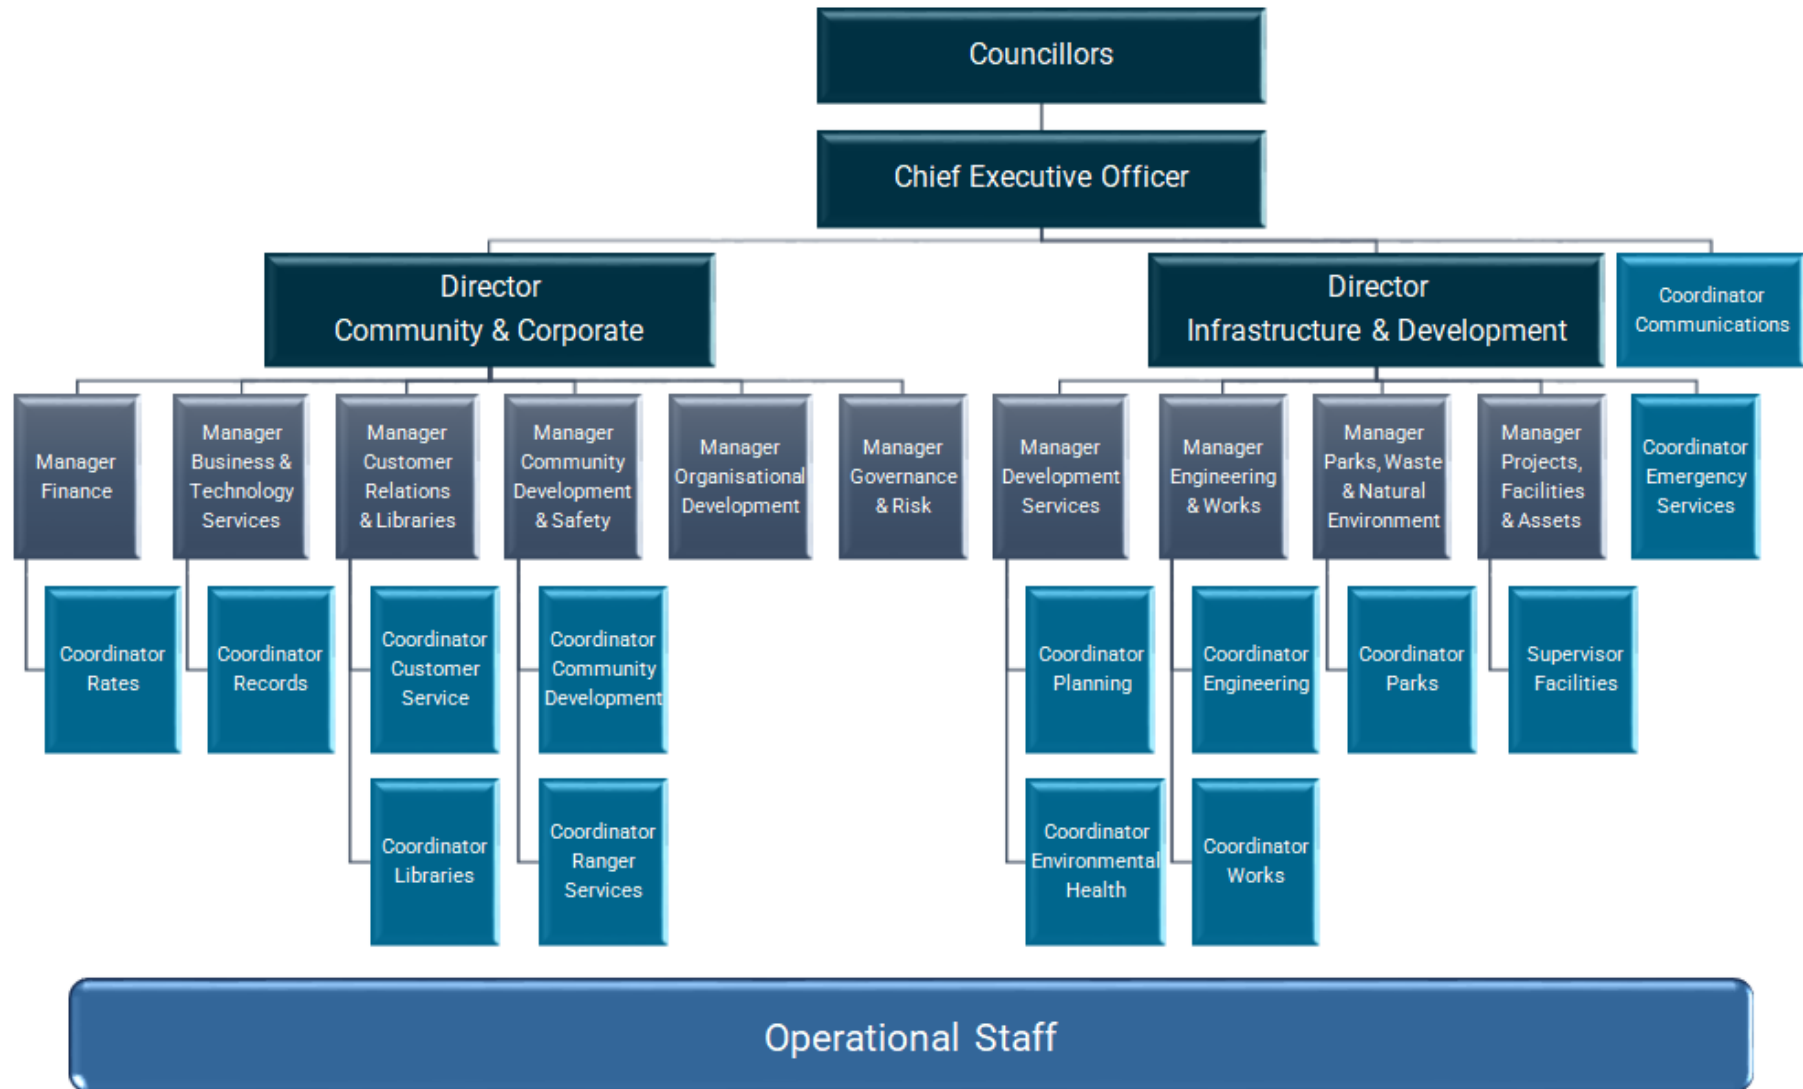 Councillors
Chief Executive Officer
Director
Community & Corporate
Director
Infrastructure & Development
Coordinator
Communications
Manager
Finance
Manager
Business &
Technology
Services
Manager
Customer
Relations
& Libraries
Manager
Community
Development
& Safety
Manager
Organisational
Development
Manager
Governance
& Risk
Manager
Development
Services
Manager
Engineering
& Works
Manager
Parks, Waste
& Natural
Environment
Manager
Projects,
Facilities
& Assets
Coordinator
Emergency
Services
Coordinator
Rates
Coordinator
Records
Coordinator
Customer
Service
Coordinator
Community
Development
Coordinator
Planning
Coordinator
Engineering
Coordinator
Parks
Supervisor
Facilities
Coordinator
Libraries
Coordinator
Ranger
Services
Coordinator
Environmental
Health
Coordinator
Works
Operational Staff